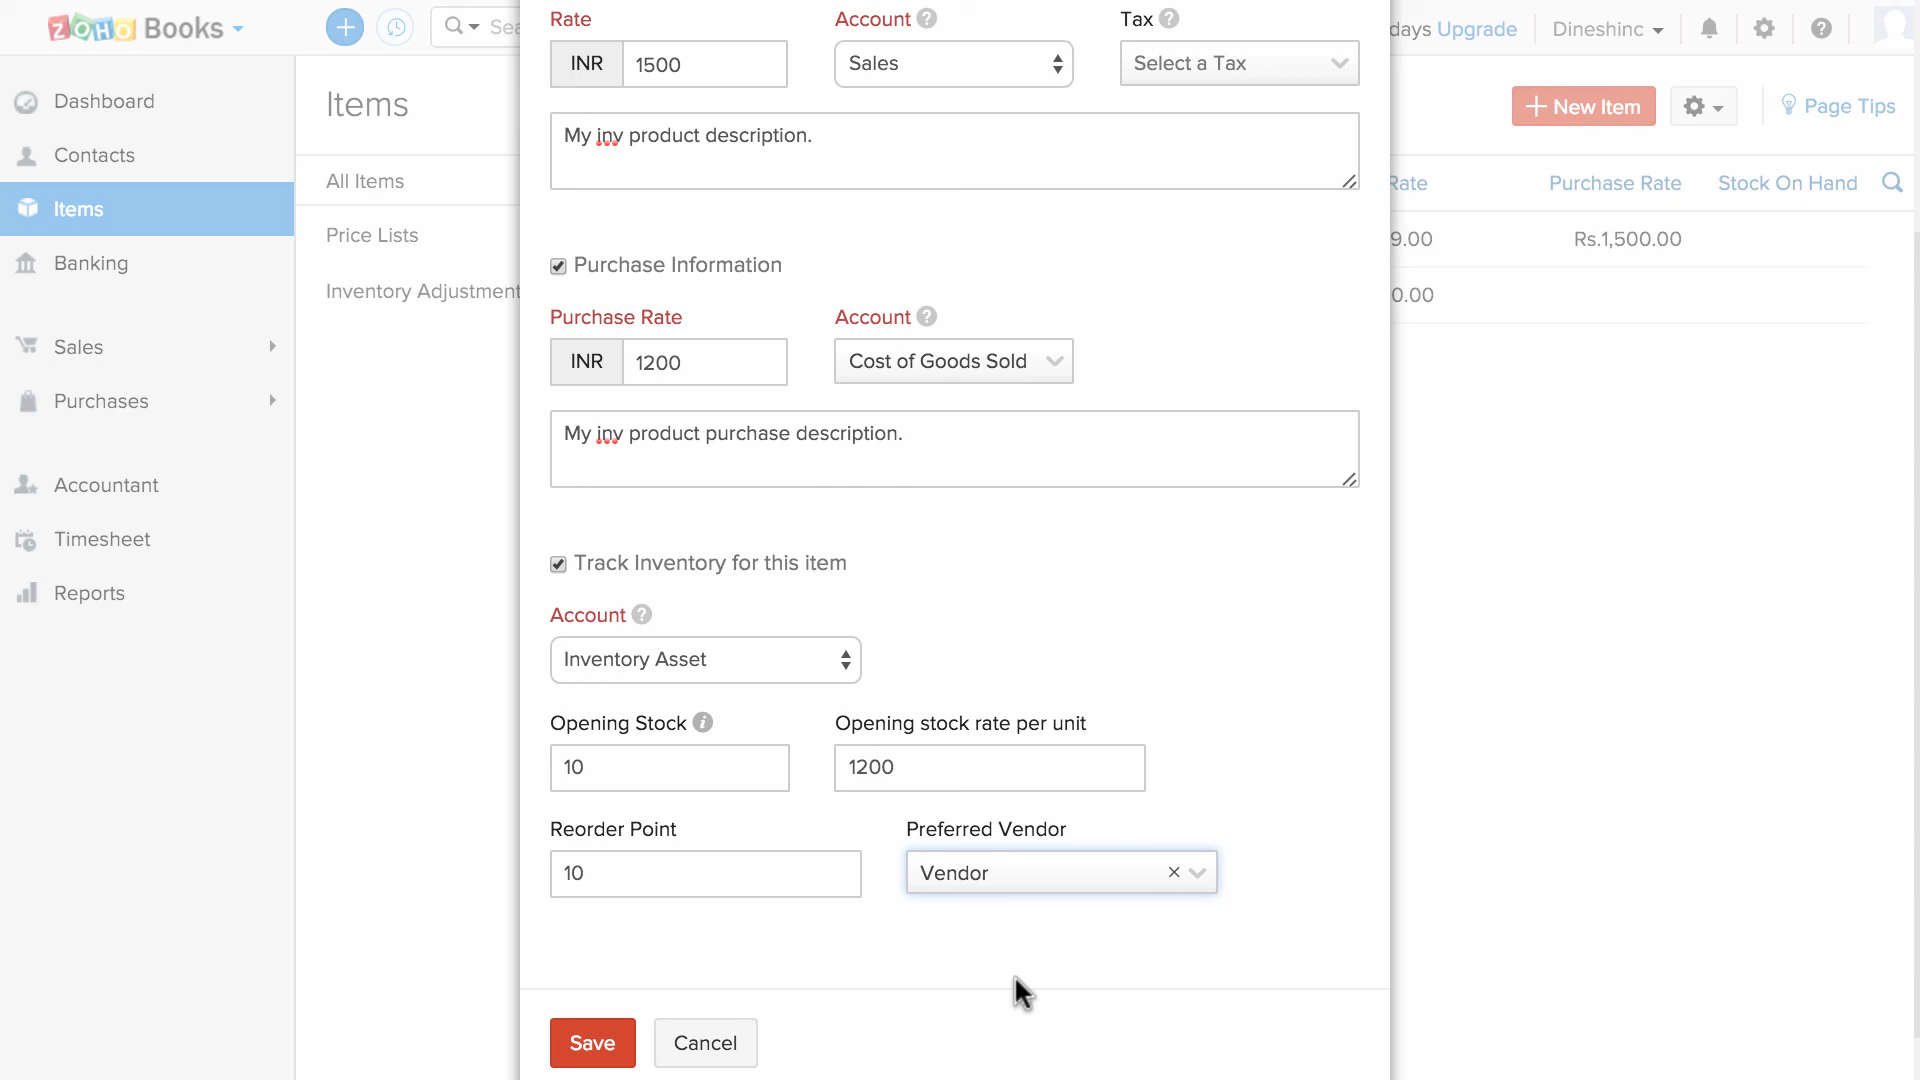 ZOHO Books
Sea
days Upgrade
Dineshinc
Dashboard
Contacts
Items
Banking
Sales
Purchases
Accountant
Timesheet
Reports
Items
All Items
Price Lists
Inventory Adjustment
Rate
Account ?
Tax ?
INR 1500
Sales
Select a Tax
My inv product description.
Purchase Information
Purchase Rate
Account ?
INR 1200
Cost of Goods Sold
My inv product purchase description.
Track Inventory for this item
Account ?
Inventory Asset
Opening Stock i
Opening stock rate per unit
10
1200
Reorder Point
Preferred Vendor
10
Vendor ×
Save
Cancel
+ New Item
Page Tips
Rate
Purchase Rate
Stock On Hand
9.00
Rs.1,500.00
0.00